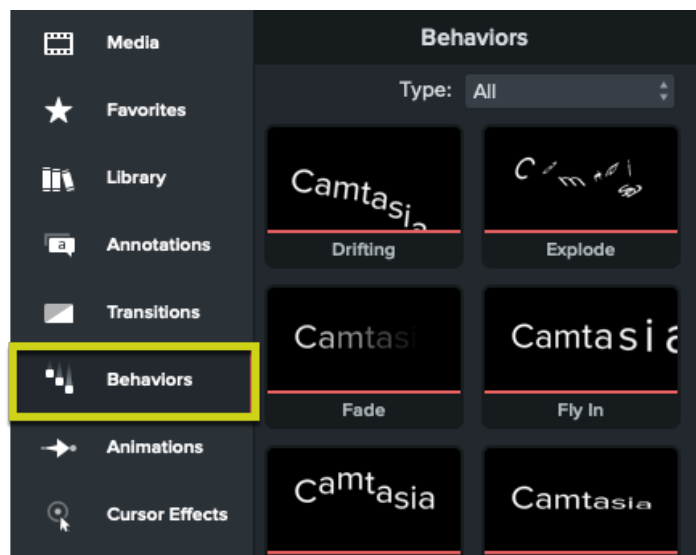 Media
Favorites
Library
a
Annotations
Transitions
Behaviors
Animations
Cursor Effects
Behaviors
Type: All
Camtasia
Drifting
Explode
Camtasi
Fade
Camtasia
Fly In
Camtasia
Camtasia